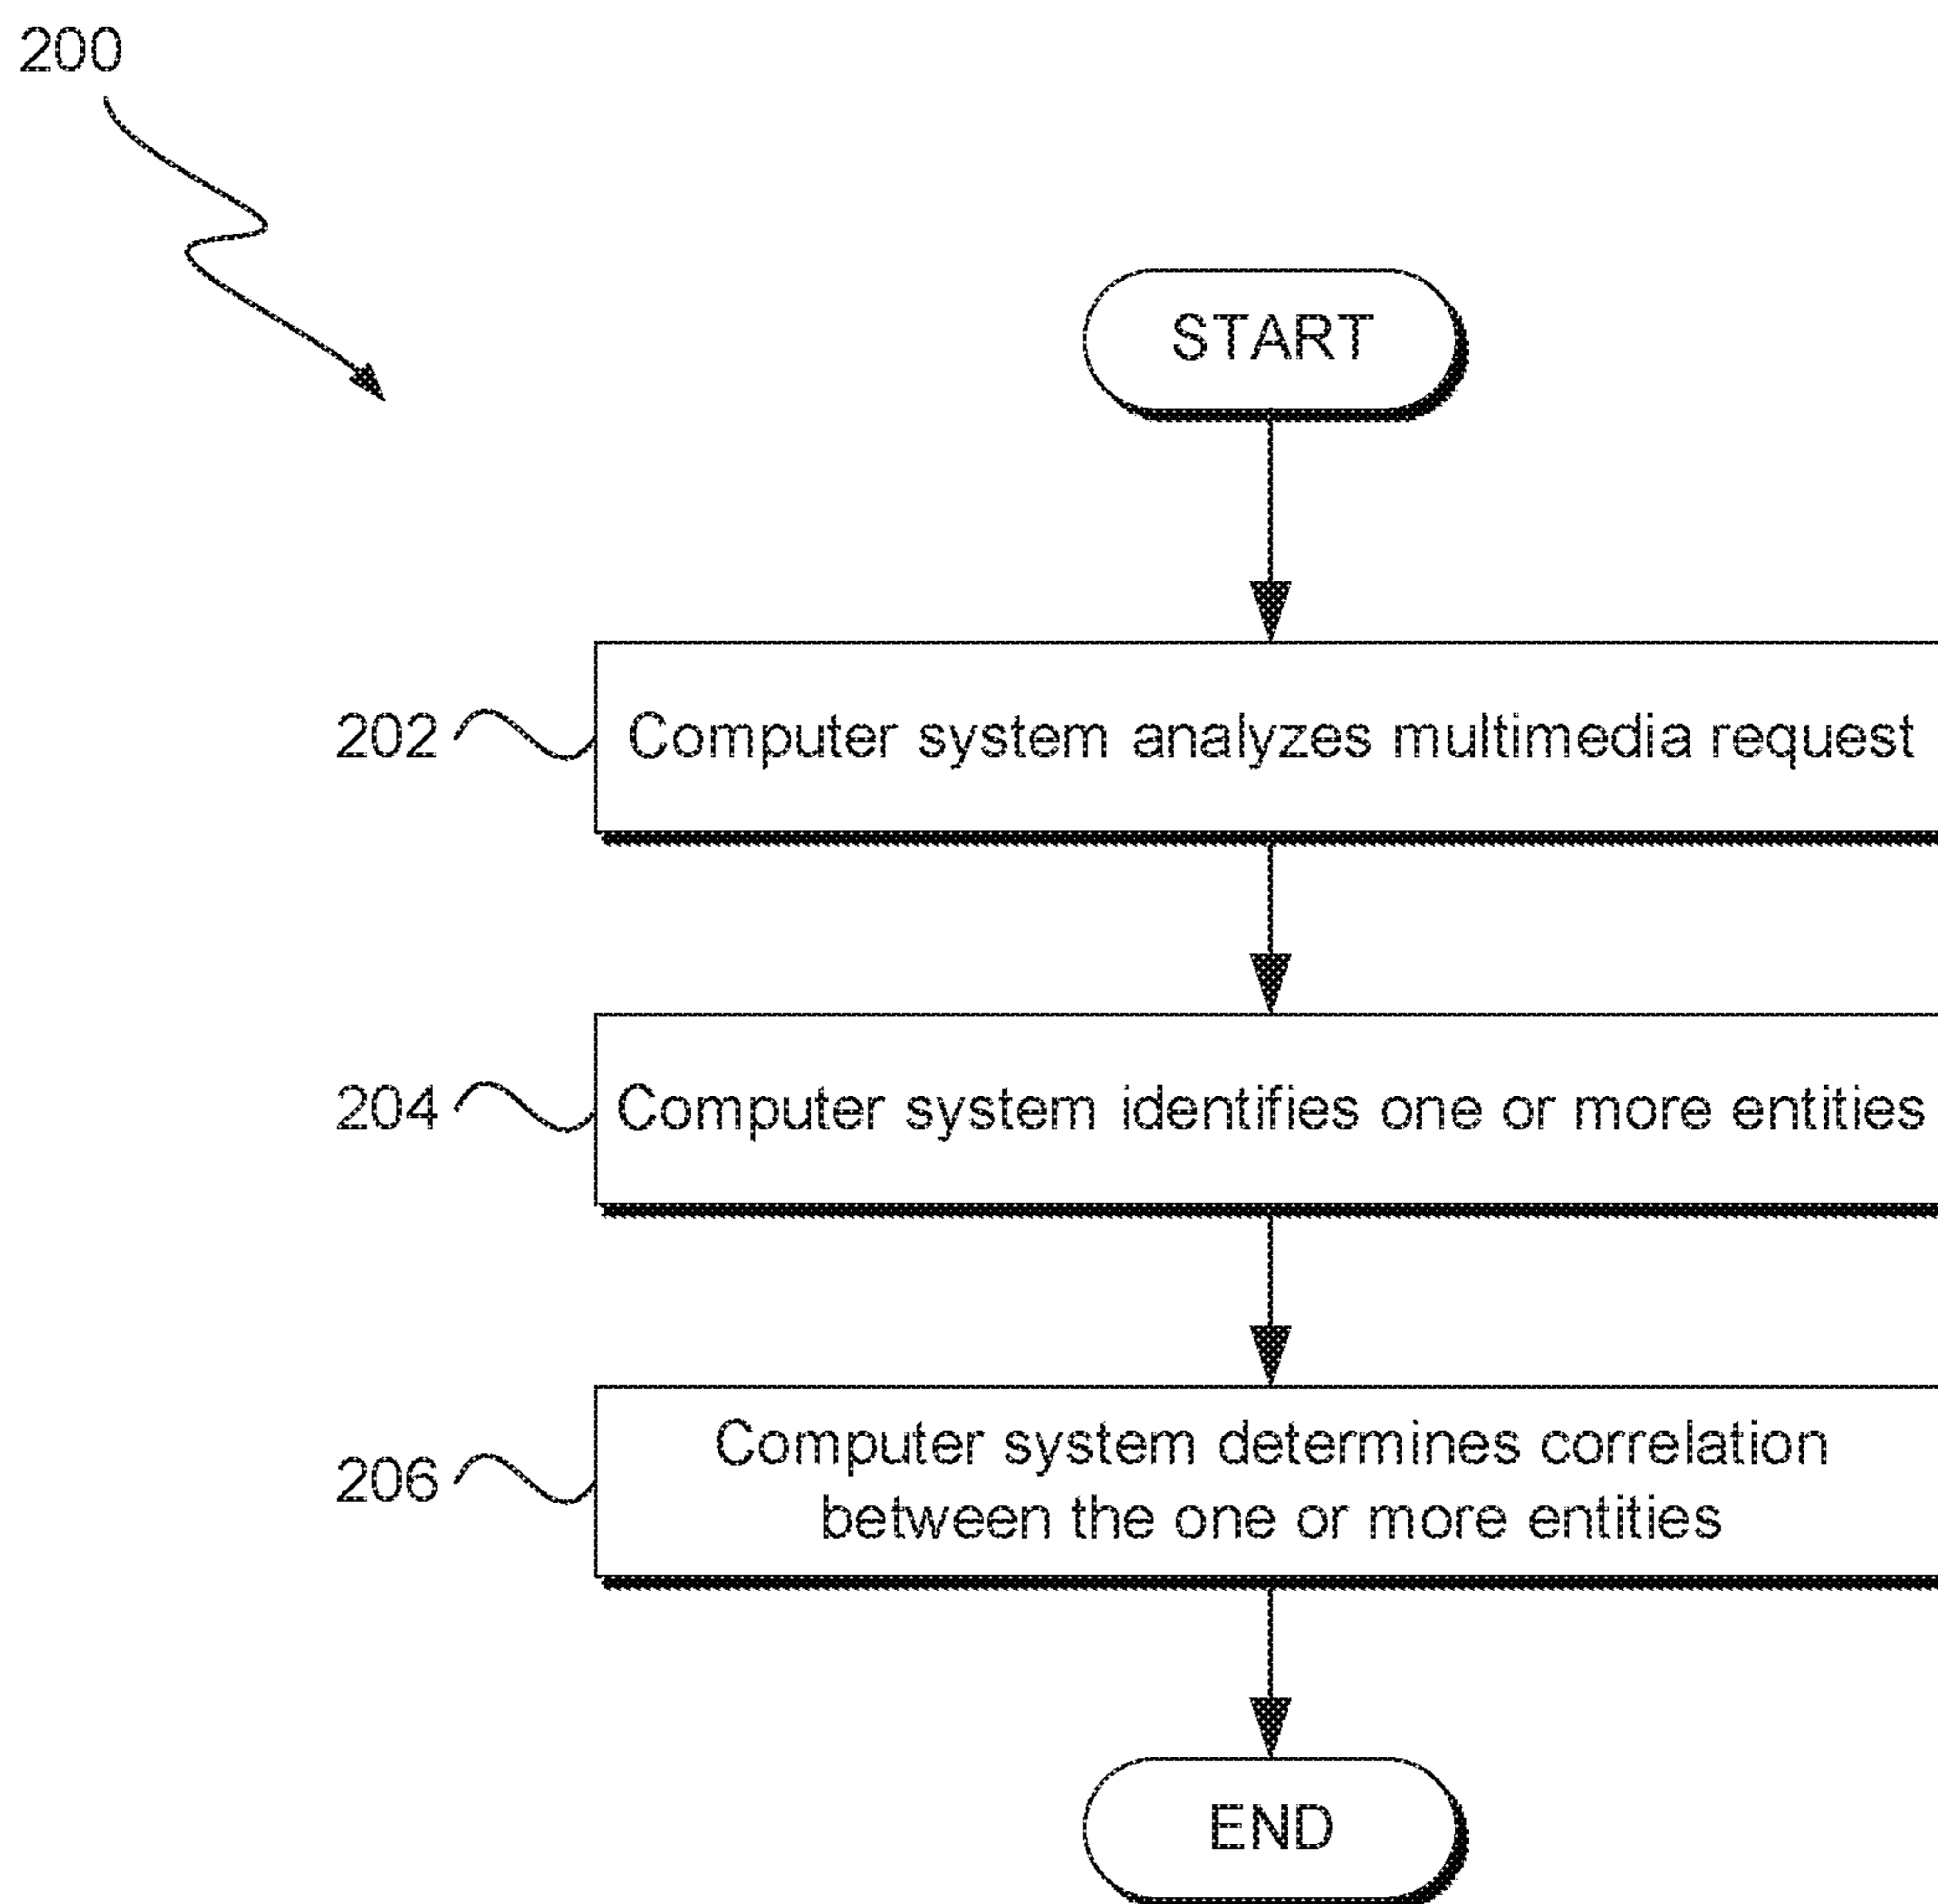 200
START
202
Computer system analyzes multimedia request
204
Computer system identifies one or more entities
206
Computer system determines correlation
between the one or more entities
END